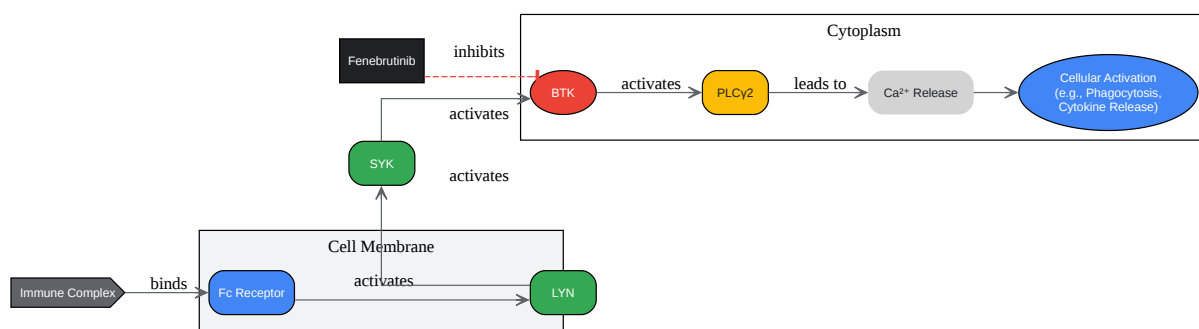 Cytoplasm
Fenebrutinib
inhibits
BTK
activates
PLCγ2
leads to
Ca²⁺ Release
Cellular Activation
(e.g., Phagocytosis,
Cytokine Release)
activates
SYK
activates
Cell Membrane
Immune Complex
binds
Fc Receptor
activates
LYN